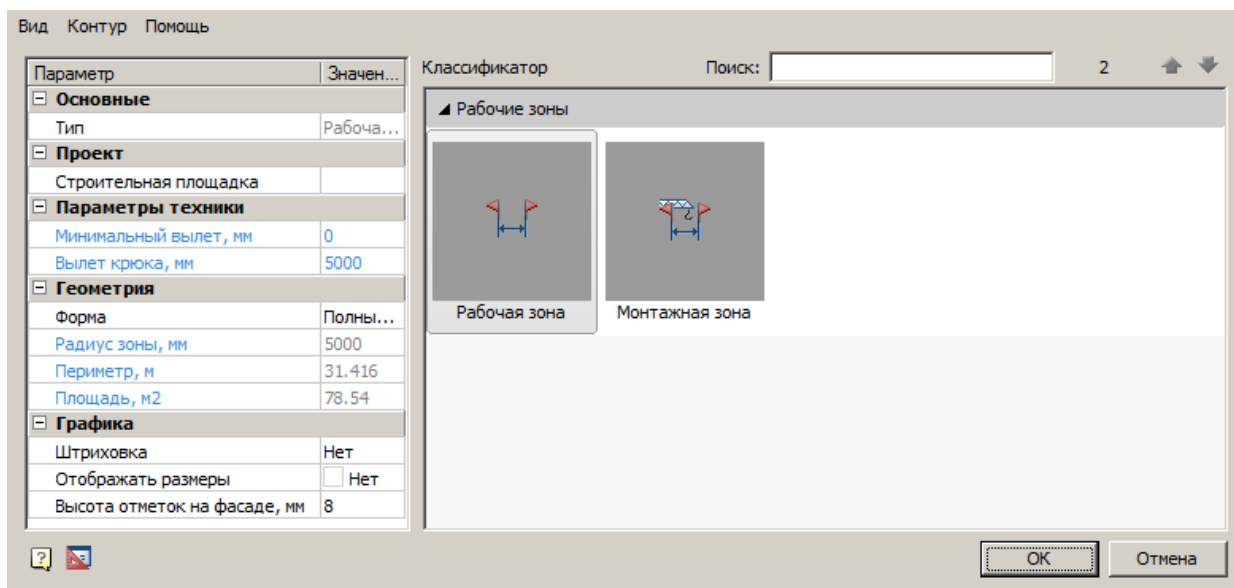 Вид Контур Помощь
Параметр Значен...
Основные
Тип Рабоча...
Проект
Строительная площадка
Параметры техники
Минимальный вылет, мм 0
Вылет крюка, мм 5000
Геометрия
Форма Полны...
Радиус зоны, мм 5000
Периметр, м 31.416
Площадь, м2 78.54
Графика
Штриховка Нет
Отображать размеры Нет
Высота отметок на фасаде, мм 8
Классификатор Поиск: 2
Рабочие зоны
Рабочая зона Монтажная зона
ОК Отмена